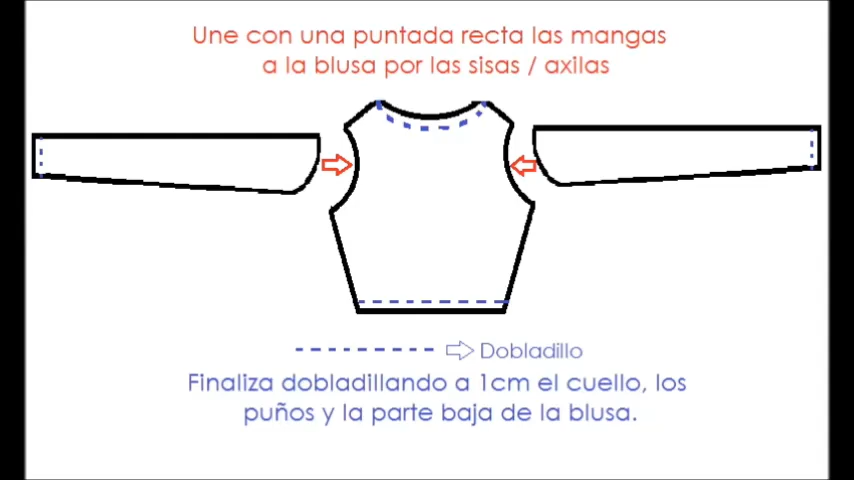 Une con una puntada recta las mangas
a la blusa por las sisas / axilas
Dobladillo
Finaliza dobladillando a 1cm el cuello, los
puños y la parte baja de la blusa.